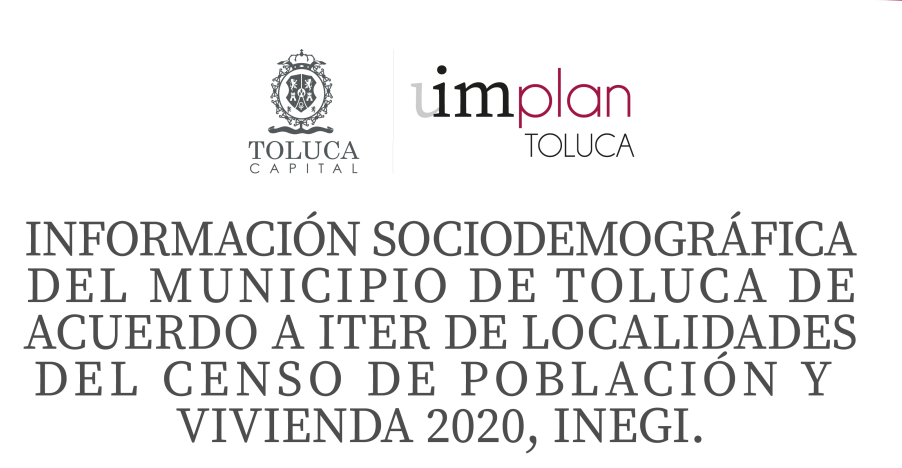 uimplan
TOLUCA
TOLUCA
CAPITAL
INFORMACIÓN SOCIODEMOGRÁFICA
DEL MUNICIPIO DE TOLUCA DE
ACUERDO A ITER DE LOCALIDADES
DEL CENSO DE POBLACIÓN Y
VIVIENDA 2020, INEGI.